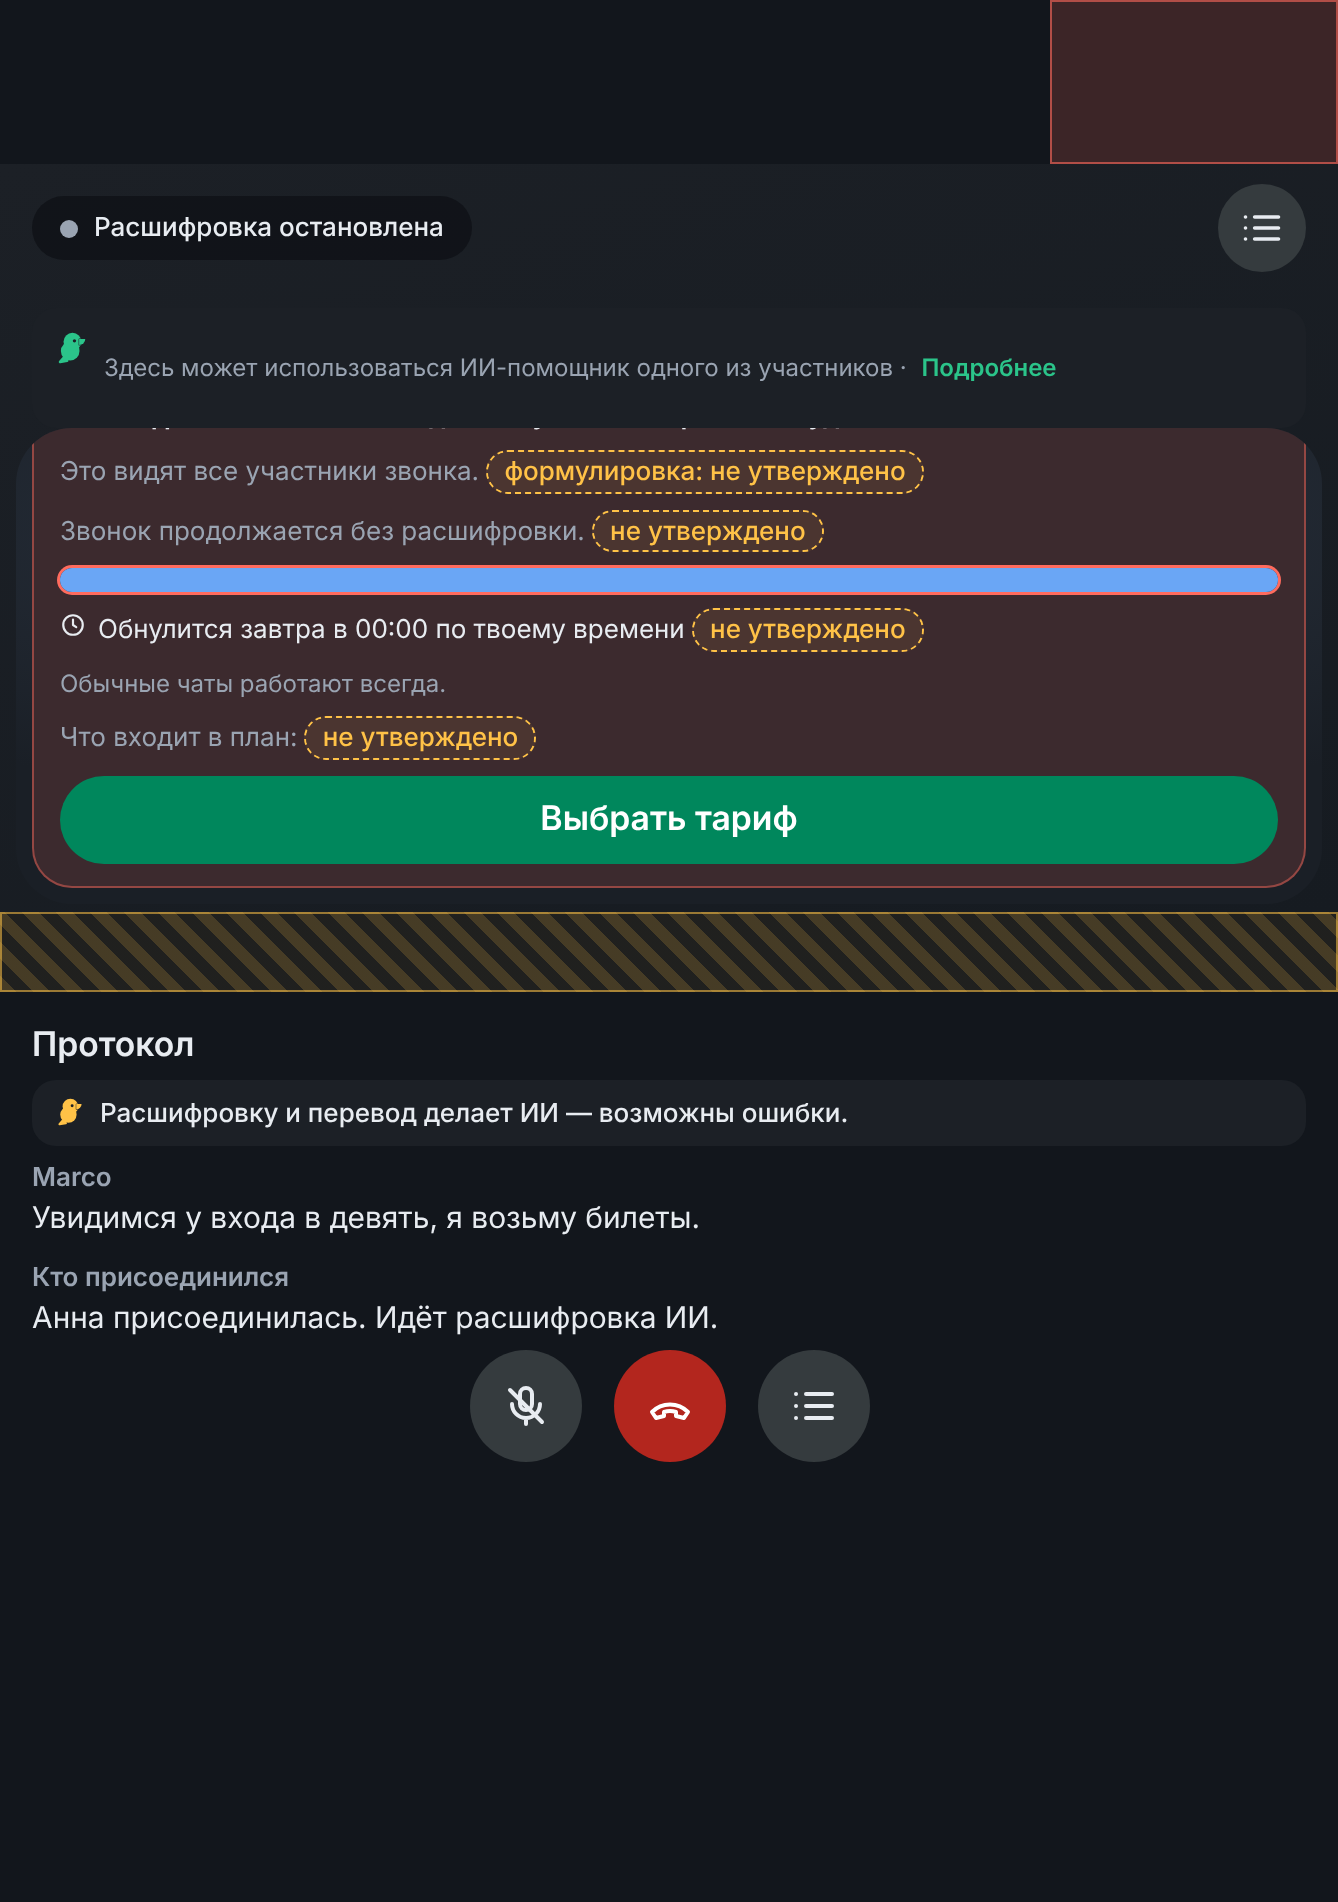 Расшифровка остановлена
Здесь может использоваться ИИ-помощник одного из участников · Подробнее
Это видят все участники звонка. формулировка: не утверждено
Звонок продолжается без расшифровки. не утверждено
Обнулится завтра в 00:00 по твоему времени не утверждено
Обычные чаты работают всегда.
Что входит в план: не утверждено
Выбрать тариф
Протокол
Расшифровку и перевод делает ИИ — возможны ошибки.
Marco
Увидимся у входа в девять, я возьму билеты.
Кто присоединился
Анна присоединилась. Идёт расшифровка ИИ.